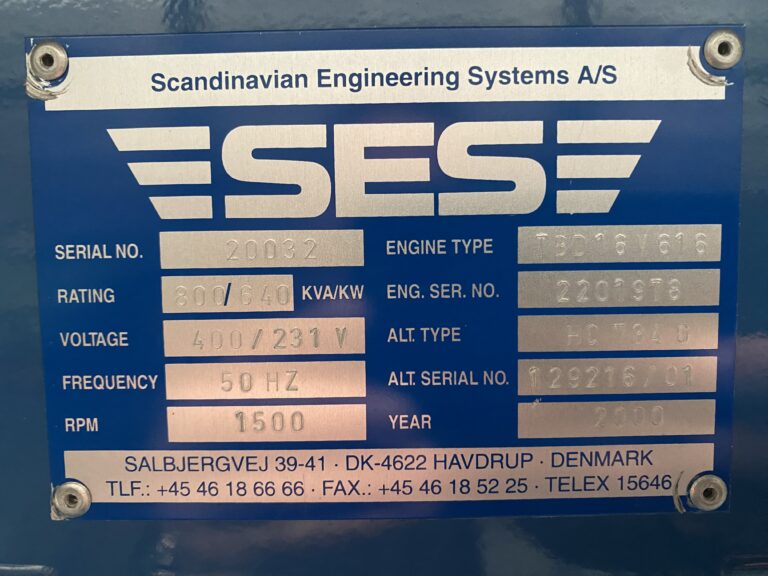 Scandinavian Engineering Systems A/S
SES
SERIAL NO. 20032 ENGINE TYPE TBD16V616
RATING 800/640 KVA/KW ENG. SER. NO. 2201978
VOLTAGE 400/231 V ALT. TYPE HC 734 G
FREQUENCY 50 HZ ALT. SERIAL NO. 129216/01
RPM 1500 YEAR 2000
SALBJERGVEJ 39-41 · DK-4622 HAVDRUP · DENMARK
TLF.: +45 46 18 66 66 · FAX.: +45 46 18 52 25 · TELEX 15646